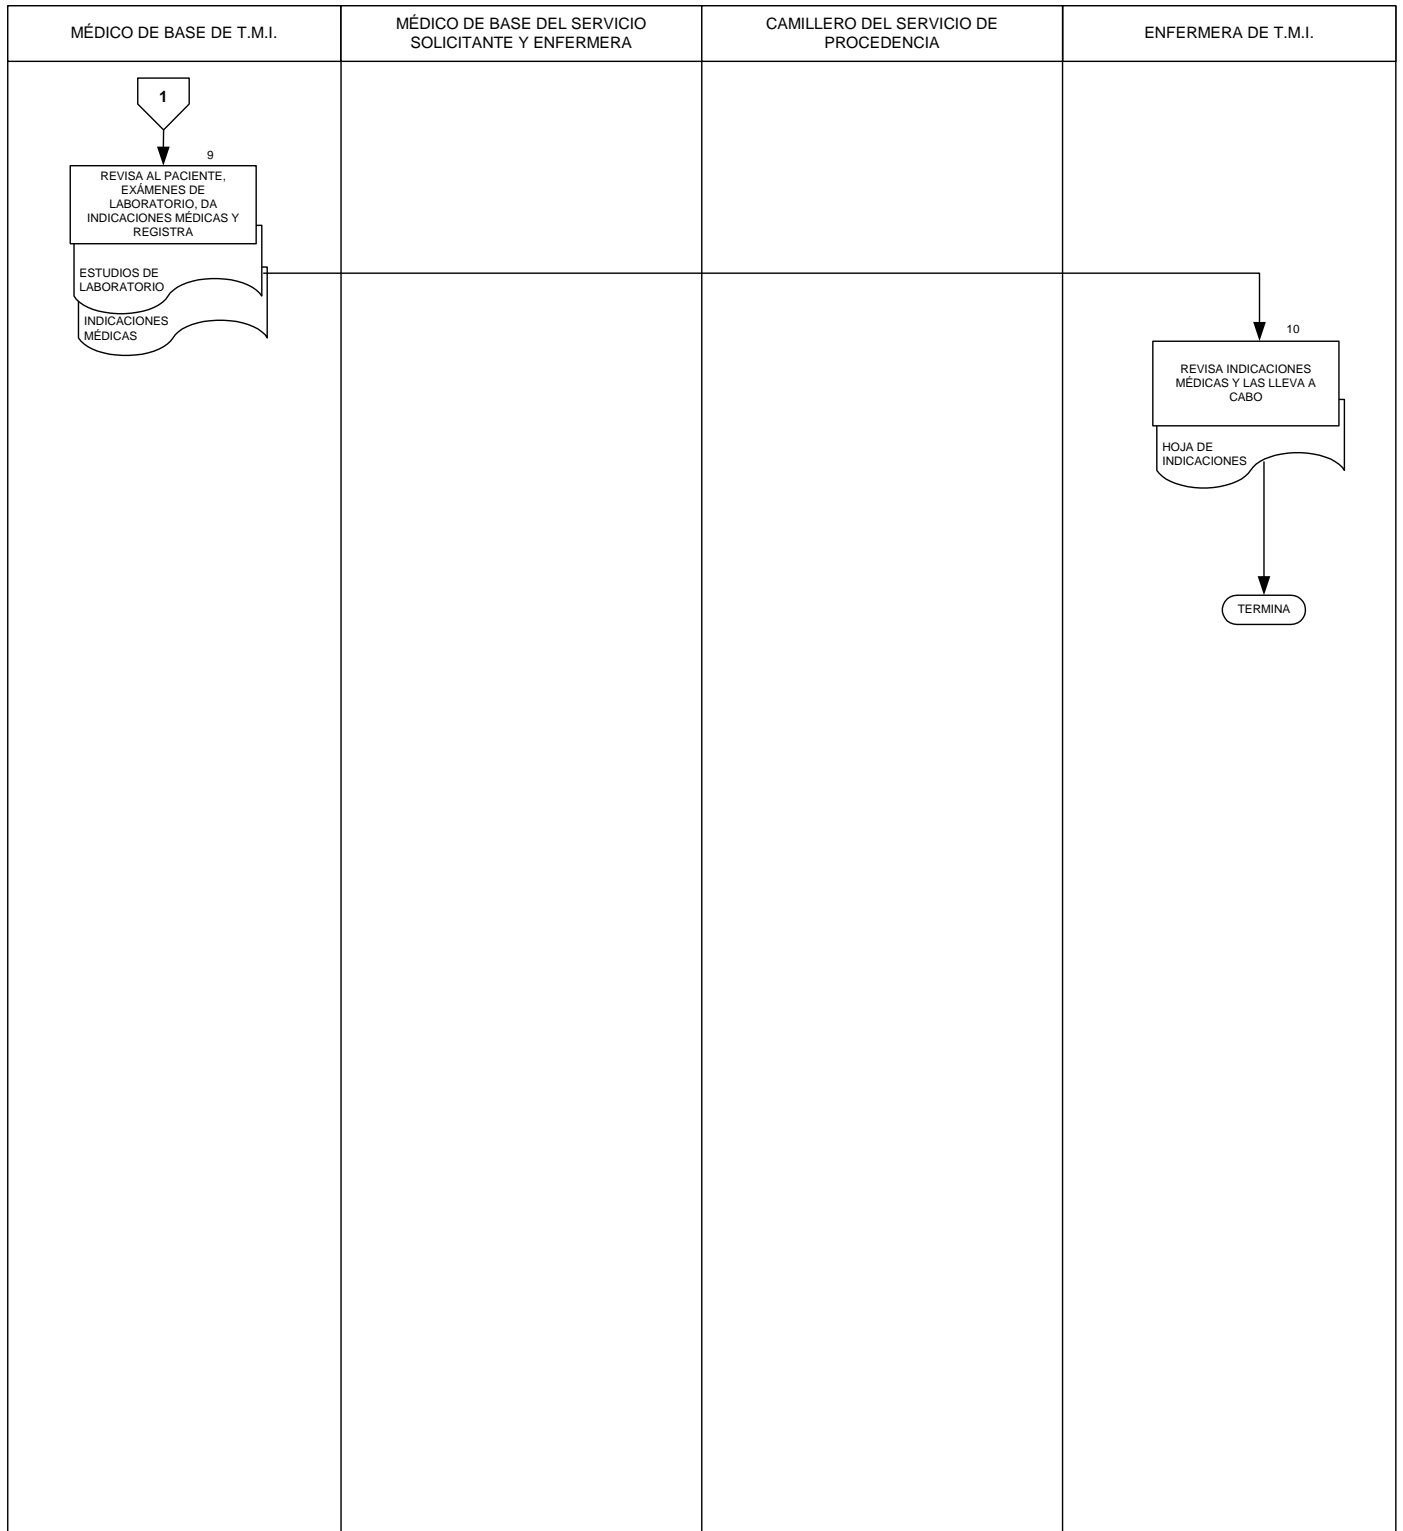 MÉDICO DE BASE DE T.M.I.
MÉDICO DE BASE DEL SERVICIO
SOLICITANTE Y ENFERMERA
CAMILLERO DEL SERVICIO DE
PROCEDENCIA
ENFERMERA DE T.M.I.
1
9
REVISA AL PACIENTE,
EXÁMENES DE
LABORATORIO, DA
INDICACIONES MÉDICAS Y
REGISTRA
ESTUDIOS DE
LABORATORIO
INDICACIONES
MÉDICAS
10
REVISA INDICACIONES
MÉDICAS Y LAS LLEVA A
CABO
HOJA DE
INDICACIONES
TERMINA